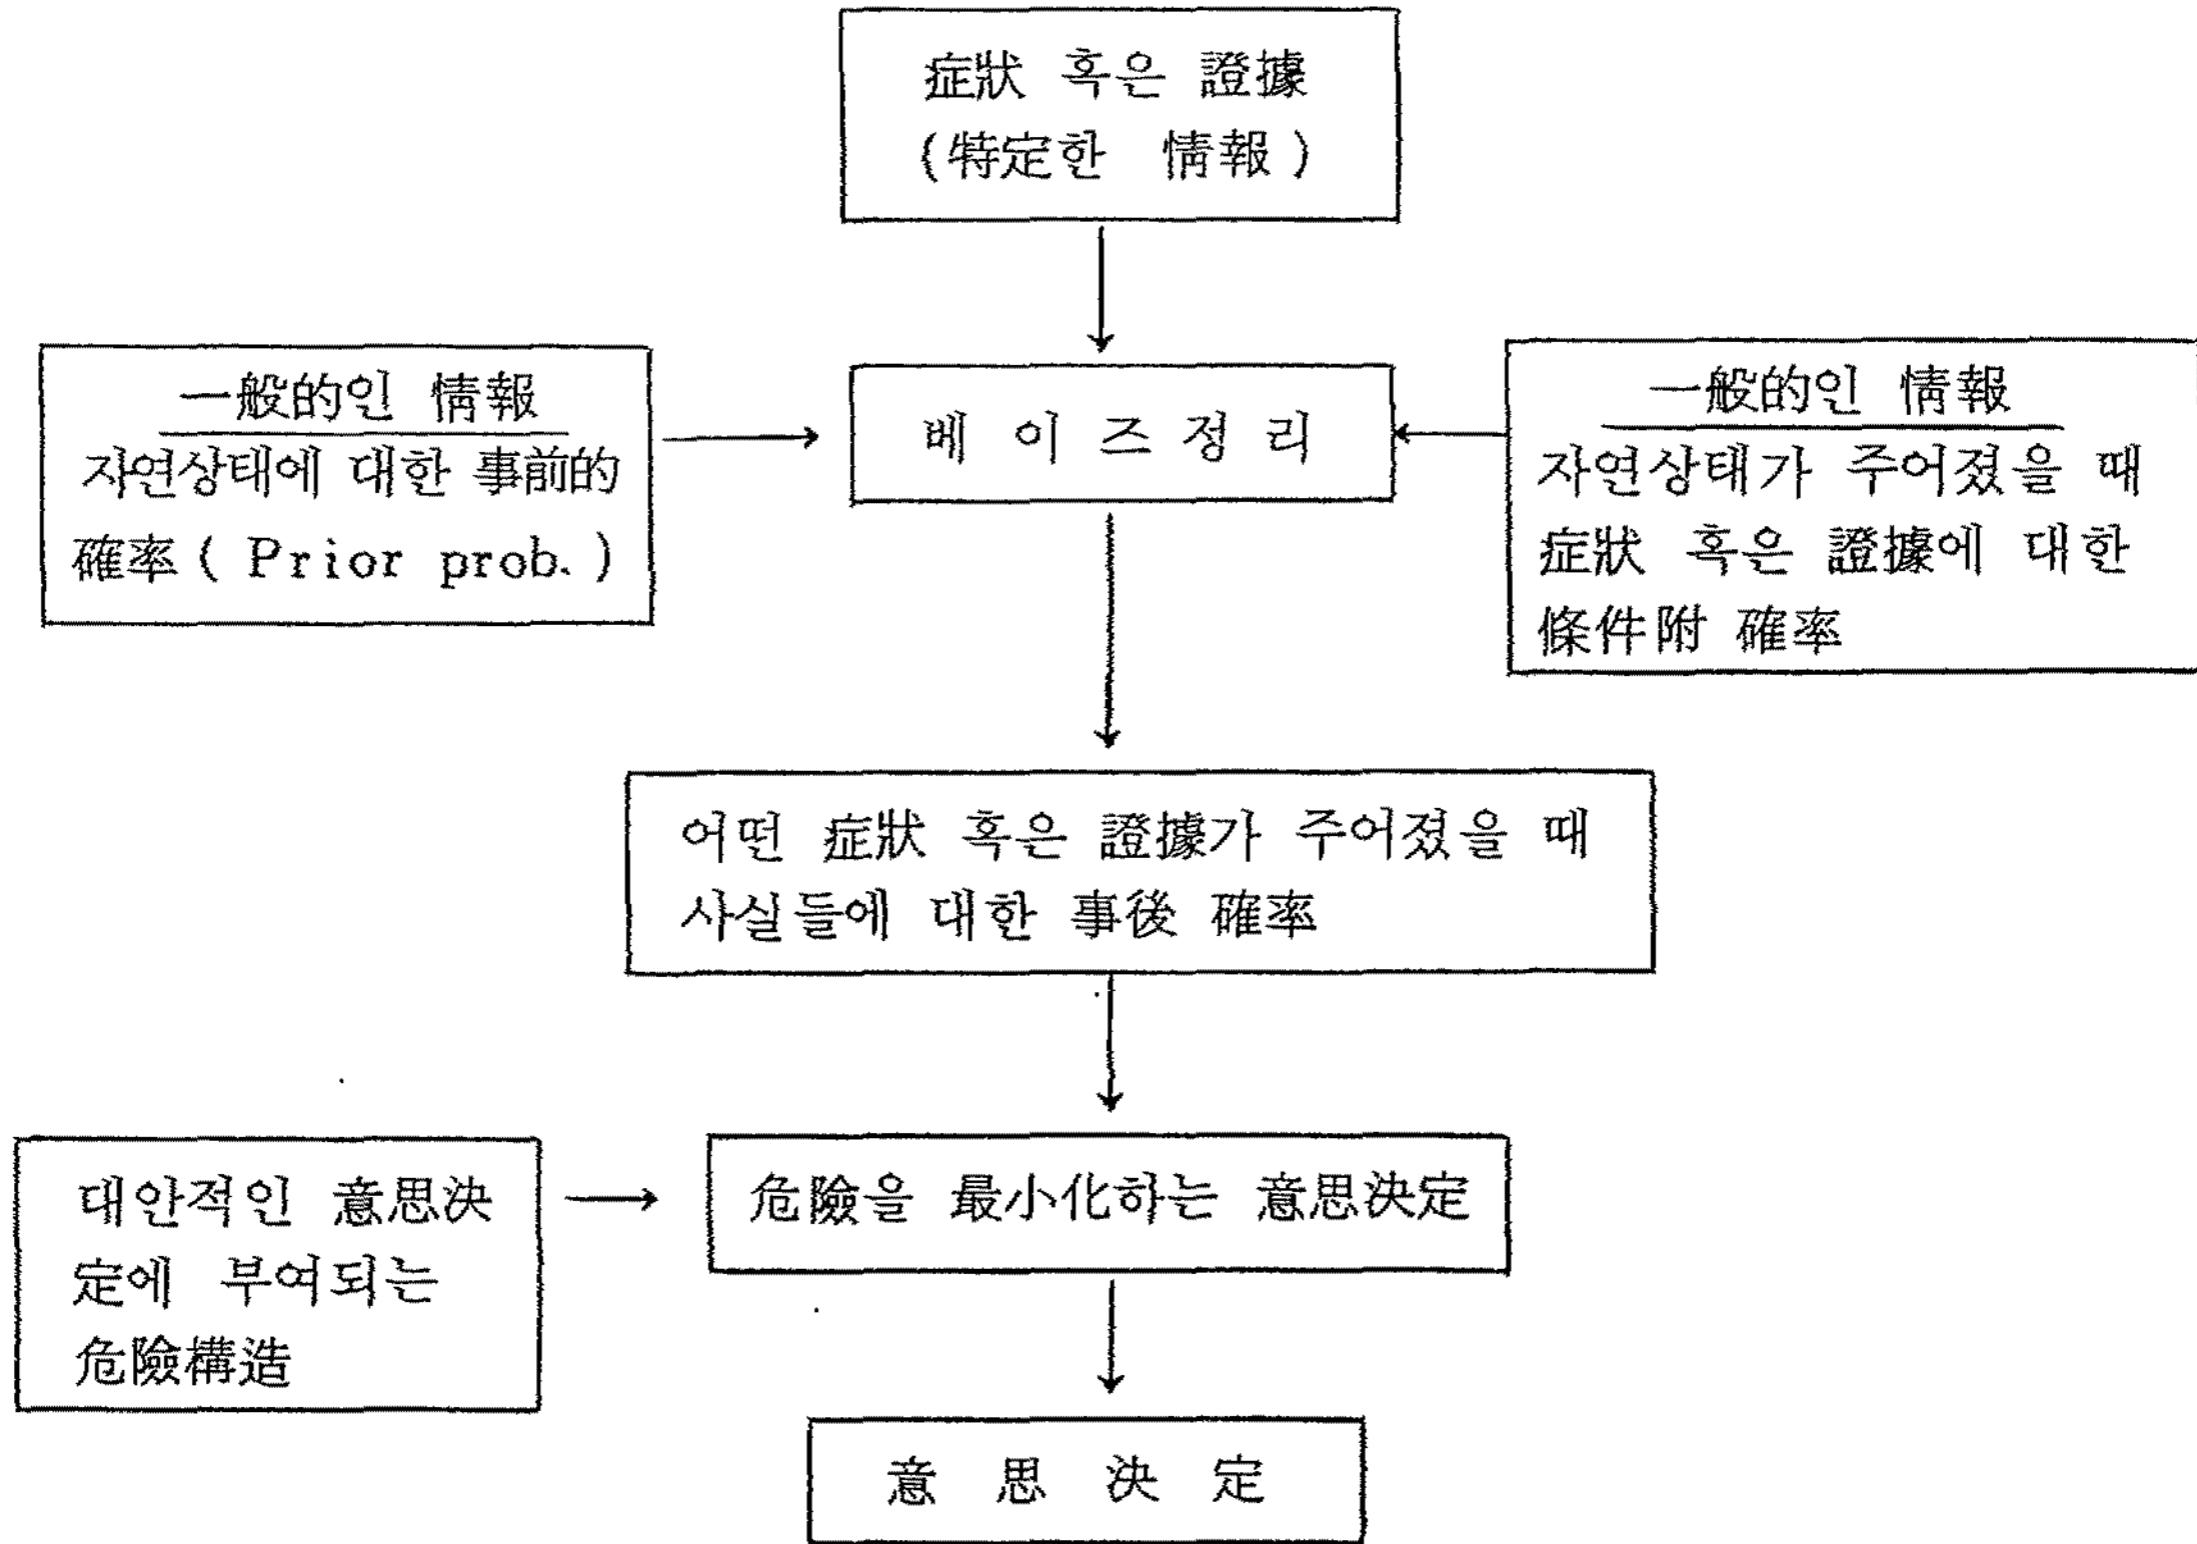 症狀 혹은 證據
(特定한 情報)
一般的인 情報
자연상태에 대한 事前的
確率 ( Prior prob. )
베 이 즈 정 리
一般的인 情報
자연상태가 주어졌을 때
症狀 혹은 證據에 대한
條件附 確率
어떤 症狀 혹은 證據가 주어졌을 때
사실들에 대한 事後 確率
대안적인 意思決
定에 부여되는
危險構造
危險을 最小化하는 意思決定
意 思 決 定